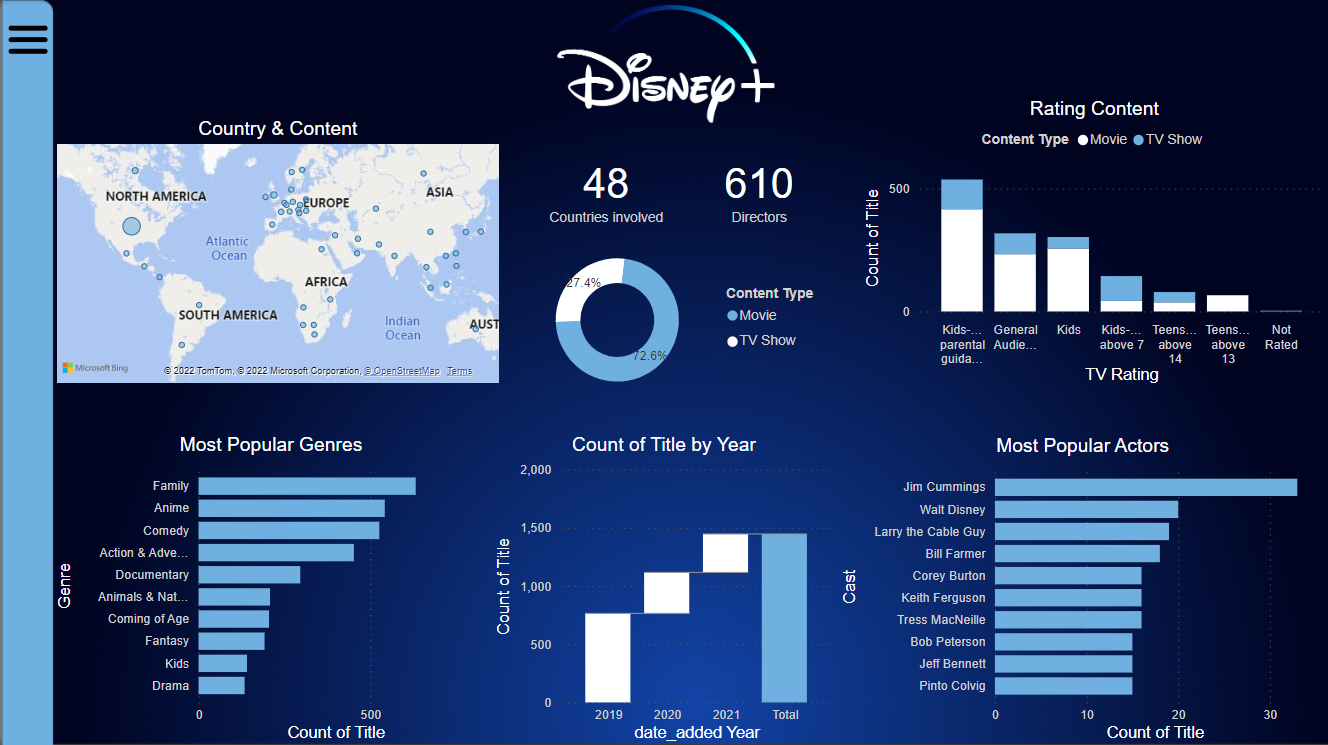 Disney+
Country & Content
NORTH AMERICA
EUROPE
ASIA
Atlantic
Ocean
AFRICA
SOUTH AMERICA
Indian
Ocean
AUST
Microsoft Bing
© 2022 TomTom, © 2022 Microsoft Corporation, © OpenStreetMap Terms
48
Countries involved
610
Directors
27.4%
72.6%
Content Type
Movie
TV Show
Rating Content
Content Type Movie TV Show
Count of Title
500
0
Kids-...
parental
guida...
General
Audie...
Kids
Kids-...
above 7
Teens...
above
14
Teens...
above
13
Not
Rated
TV Rating
Most Popular Genres
Genre
Family
Anime
Comedy
Action & Adve...
Documentary
Animals & Nat...
Coming of Age
Fantasy
Kids
Drama
0 500
Count of Title
Count of Title by Year
Count of Title
2,000
1,500
1,000
500
0
2019 2020 2021 Total
date_added Year
Most Popular Actors
Cast
Jim Cummings
Walt Disney
Larry the Cable Guy
Bill Farmer
Corey Burton
Keith Ferguson
Tress MacNeille
Bob Peterson
Jeff Bennett
Pinto Colvig
0 10 20 30
Count of Title